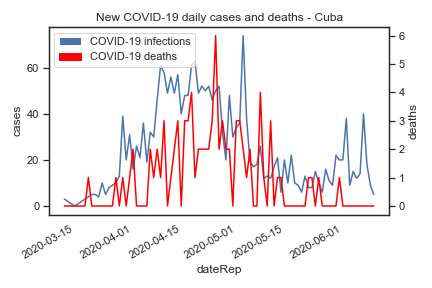 New COVID-19 daily cases and deaths - Cuba
COVID-19 infections
COVID-19 deaths
cases
deaths
60
40
20
0
6
5
4
3
2
1
0
2020-03-15
2020-04-01
2020-04-15
2020-05-01
2020-05-15
2020-06-01
dateRep